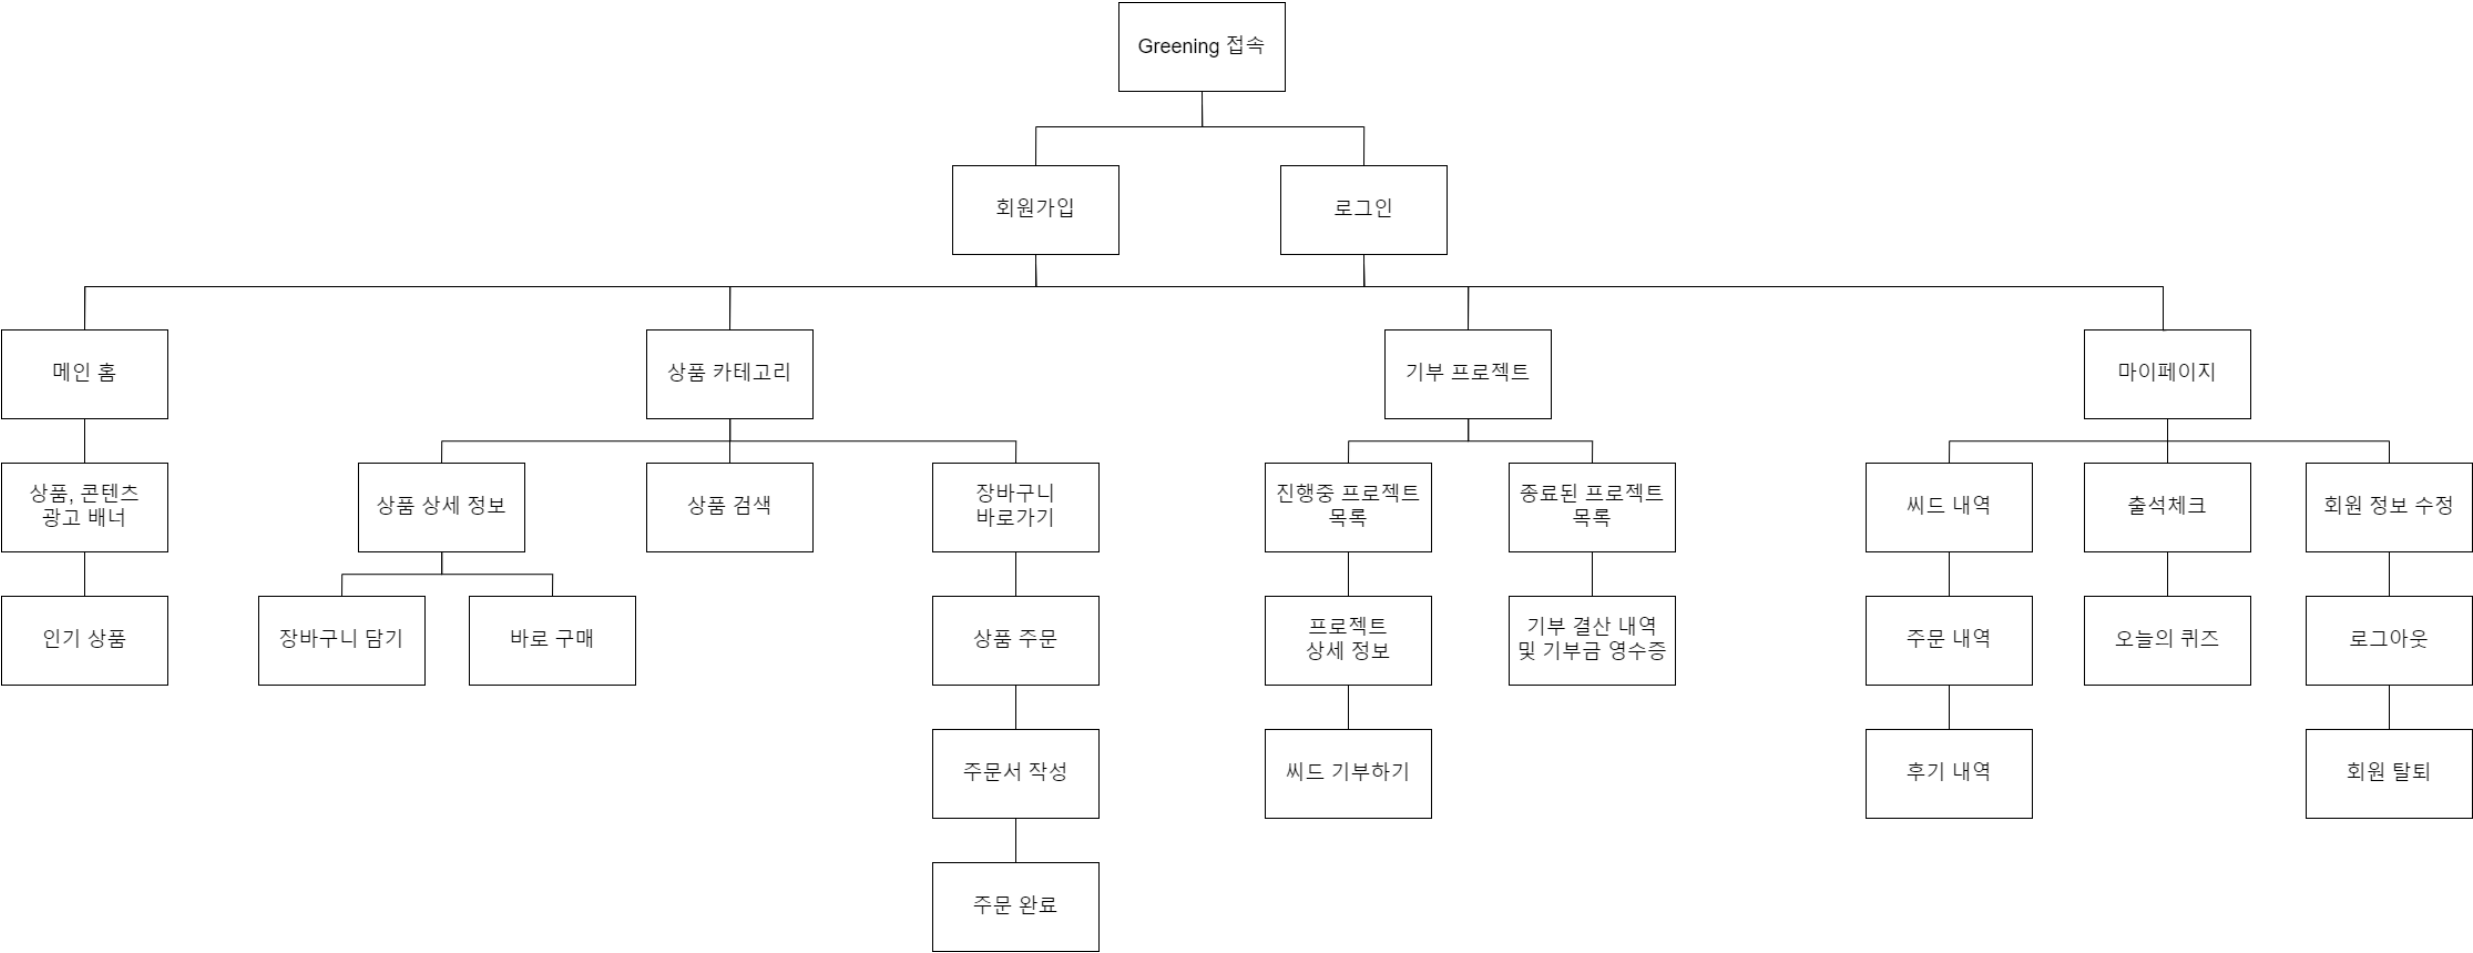 Greening 접속
회원가입
로그인
메인 홈
상품 카테고리
기부 프로젝트
마이페이지
상품, 콘텐츠
광고 배너
상품 상세 정보
상품 검색
장바구니
바로가기
진행중 프로젝트
목록
종료된 프로젝트
목록
씨드 내역
출석체크
회원 정보 수정
인기 상품
장바구니 담기
바로 구매
상품 주문
프로젝트
상세 정보
기부 결산 내역
및 기부금 영수증
주문 내역
오늘의 퀴즈
로그아웃
주문서 작성
씨드 기부하기
후기 내역
회원 탈퇴
주문 완료